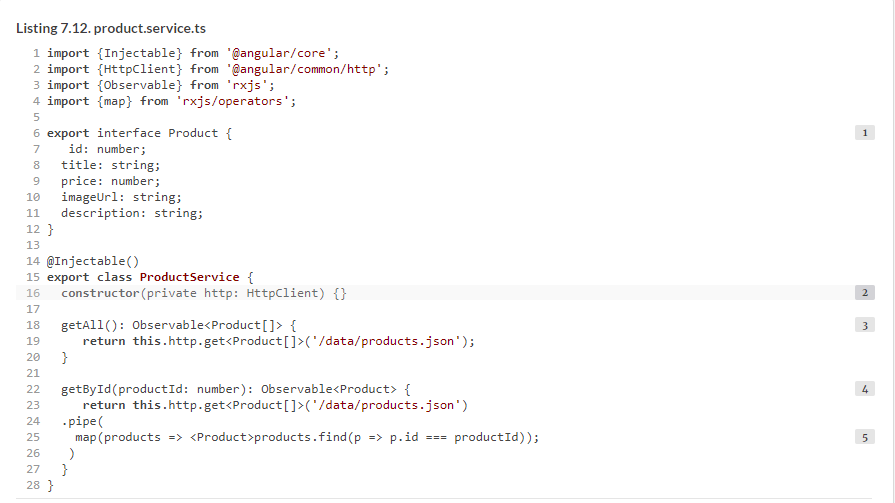 Listing 7.12. product.service.ts
1 import {Injectable} from '@angular/core';
2 import {HttpClient} from '@angular/common/http';
3 import {Observable} from 'rxjs';
4 import {map} from 'rxjs/operators';
5
6 export interface Product { 1
7 id: number;
8 title: string;
9 price: number;
10 imageUrl: string;
11 description: string;
12 }
13
14 @Injectable()
15 export class ProductService {
16 constructor(private http: HttpClient) {} 2
17
18 getAll(): Observable<Product[]> { 3
19 return this.http.get<Product[]>('/data/products.json');
20 }
21
22 getById(productId: number): Observable<Product> { 4
23 return this.http.get<Product[]>('/data/products.json')
24 .pipe(
25 map(products => <Product>products.find(p => p.id === productId)); 5
26 )
27 }
28 }